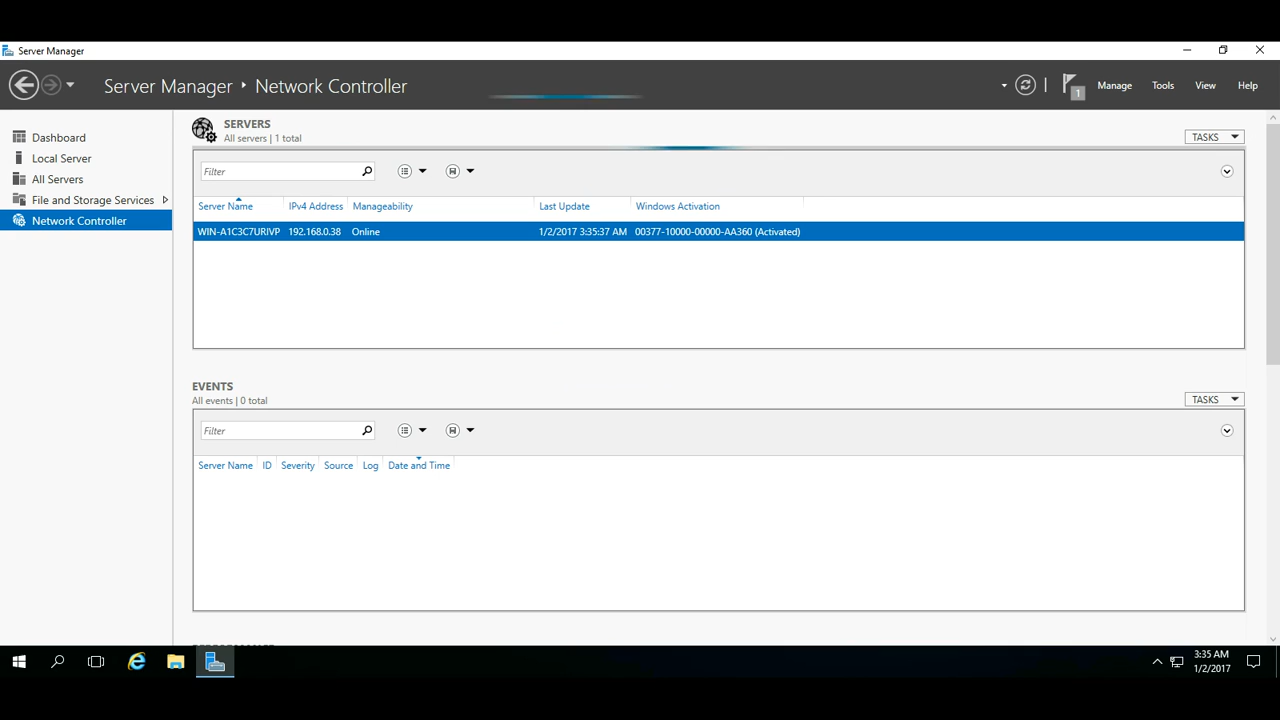 Server Manager
Server Manager Network Controller
1
Manage
Tools
View
Help
Dashboard
Local Server
All Servers
File and Storage Services
Network Controller
SERVERS
All servers | 1 total
TASKS
Filter
Server Name IPv4 Address Manageability Last Update Windows Activation
WIN-A1C3C7URIVP 192.168.0.38 Online 1/2/2017 3:35:37 AM 00377-10000-00000-AA360 (Activated)
EVENTS
All events | 0 total
TASKS
Filter
Server Name ID Severity Source Log Date and Time
3:35 AM
1/2/2017